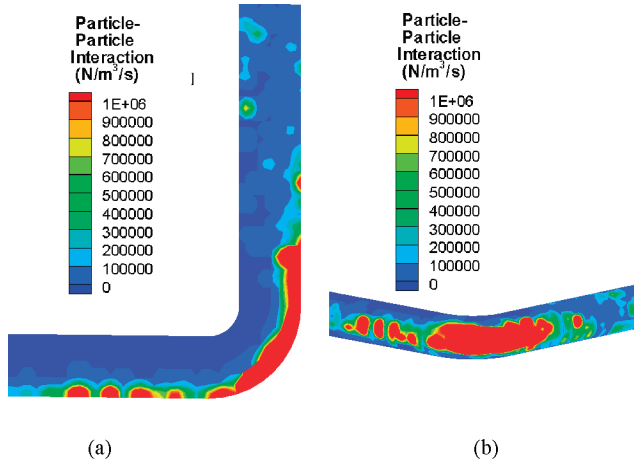 Particle-
Particle
Interaction
(N/m³/s)
l
1E+06
900000
800000
700000
600000
500000
400000
300000
200000
100000
0
(a)
Particle-
Particle
Interaction
(N/m³/s)
1E+06
900000
800000
700000
600000
500000
400000
300000
200000
100000
0
(b)